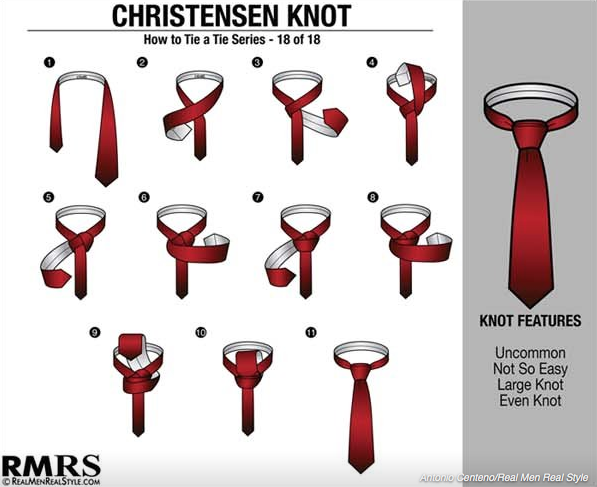 CHRISTENSEN KNOT
How to Tie a Tie Series - 18 of 18
1
2
3
4
5
6
7
8
9
10
11
KNOT FEATURES
Uncommon
Not So Easy
Large Knot
Even Knot
RMRS
© REALMENREALSTYLE.COM
Antonio Centeno/Real Men Real Style